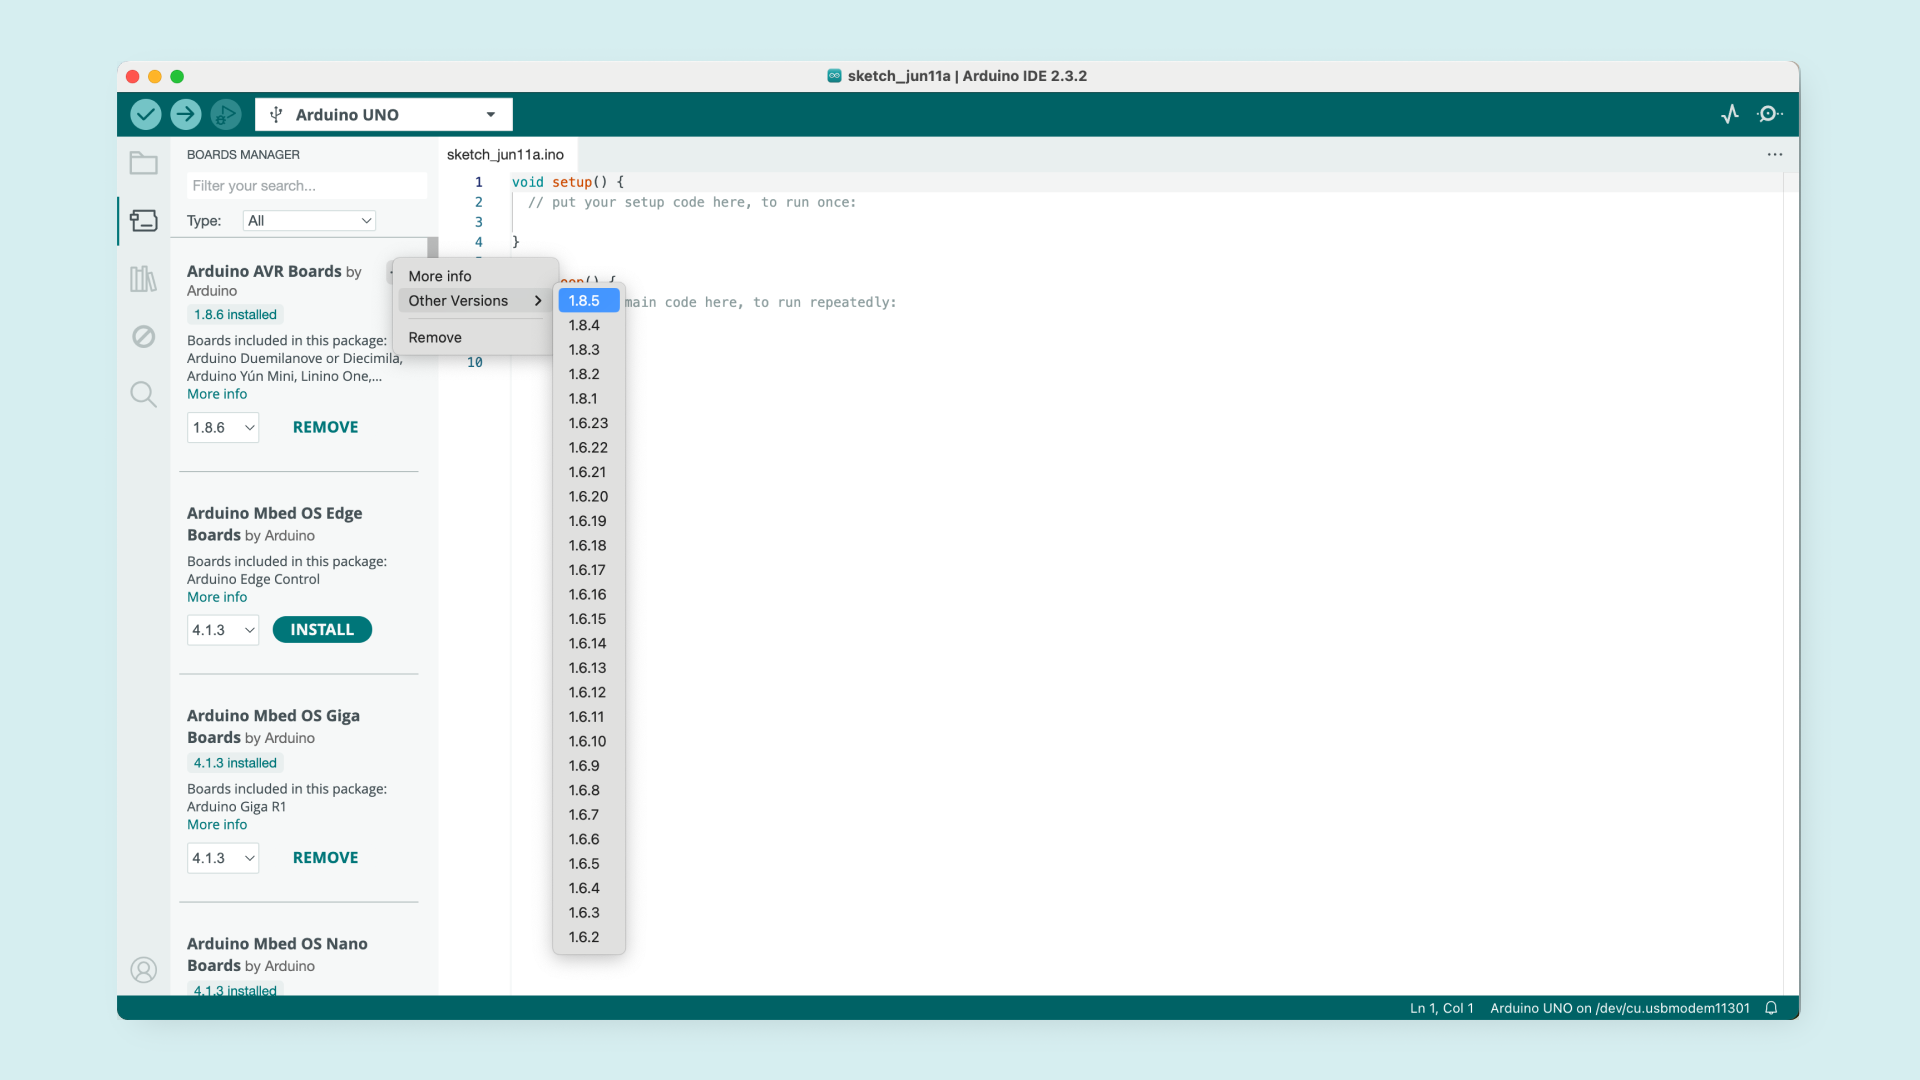 sketch_jun11a | Arduino IDE 2.3.2
Arduino UNO
BOARDS MANAGER
Filter your search...
Type: All
Arduino AVR Boards by
Arduino
1.8.6 installed
Boards included in this package:
Arduino Duemilanove or Diecimila,
Arduino Yún Mini, Linino One,...
More info
1.8.6 REMOVE
Arduino Mbed OS Edge
Boards by Arduino
Boards included in this package:
Arduino Edge Control
More info
4.1.3 INSTALL
Arduino Mbed OS Giga
Boards by Arduino
4.1.3 installed
Boards included in this package:
Arduino Giga R1
More info
4.1.3 REMOVE
Arduino Mbed OS Nano
Boards by Arduino
4.1.3 installed
More info
Other Versions
Remove
1.8.5
1.8.4
1.8.3
1.8.2
1.8.1
1.6.23
1.6.22
1.6.21
1.6.20
1.6.19
1.6.18
1.6.17
1.6.16
1.6.15
1.6.14
1.6.13
1.6.12
1.6.11
1.6.10
1.6.9
1.6.8
1.6.7
1.6.6
1.6.5
1.6.4
1.6.3
1.6.2
sketch_jun11a.ino
1 void setup() {
2 // put your setup code here, to run once:
3
4 }
main code here, to run repeatedly:
10
Ln 1, Col 1 Arduino UNO on /dev/cu.usbmodem11301